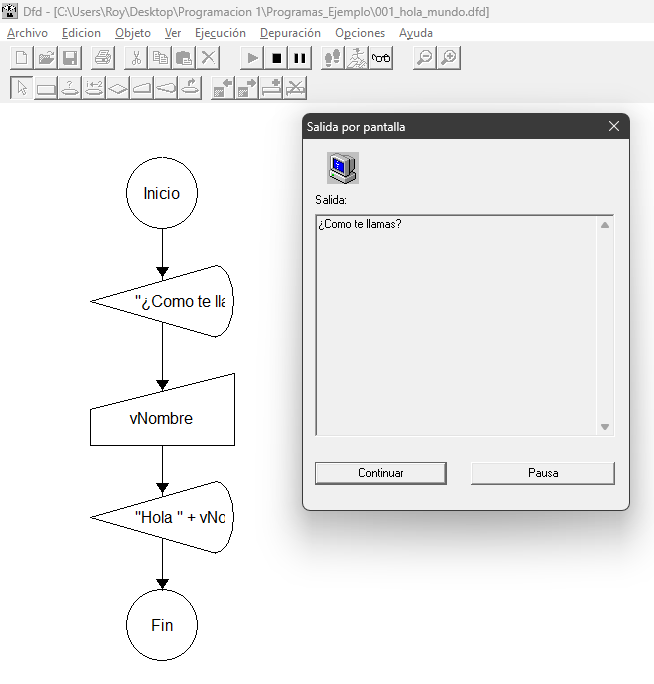 Dfd - [C:\Users\Roy\Desktop\Programacion 1\Programas_Ejemplo\001_hola_mundo.dfd]
Archivo Edicion Objeto Ver Ejecución Depuración Opciones Ayuda
Salida por pantalla
Salida:
¿Como te llamas?
Continuar Pausa
Inicio
"¿Como te lla
vNombre
"Hola " + vNo
Fin